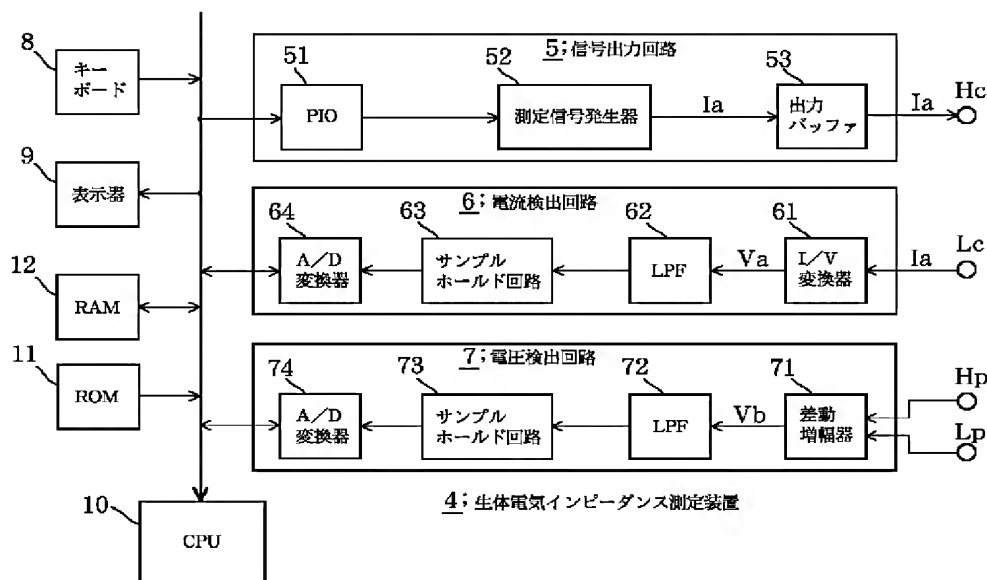 8
キー
ボード
9
表示器
12
RAM
11
ROM
10
CPU
5；信号出力回路
51
PIO
52
測定信号発生器
Ia
53
出力
バッファ
Ia
Hc
6；電流検出回路
64
A／D
変換器
63
サンプル
ホールド回路
62
LPF
Va
61
I／V
変換器
Ia
Lc
7；電圧検出回路
74
A／D
変換器
73
サンプル
ホールド回路
72
LPF
Vb
71
差動
増幅器
Hp
Lp
4；生体電気インピーダンス測定装置